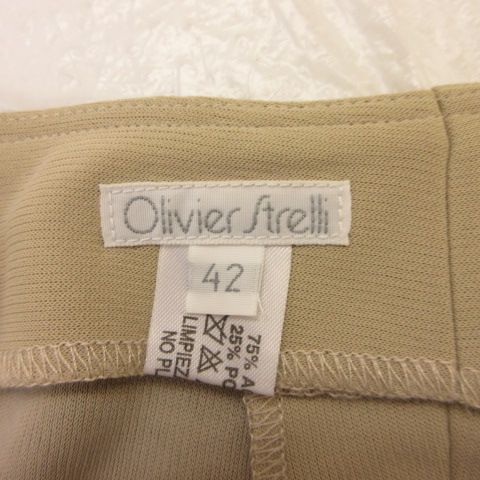 Olivier Strelli
42
75% A
25% PO
LIMPIEZ
NO PL